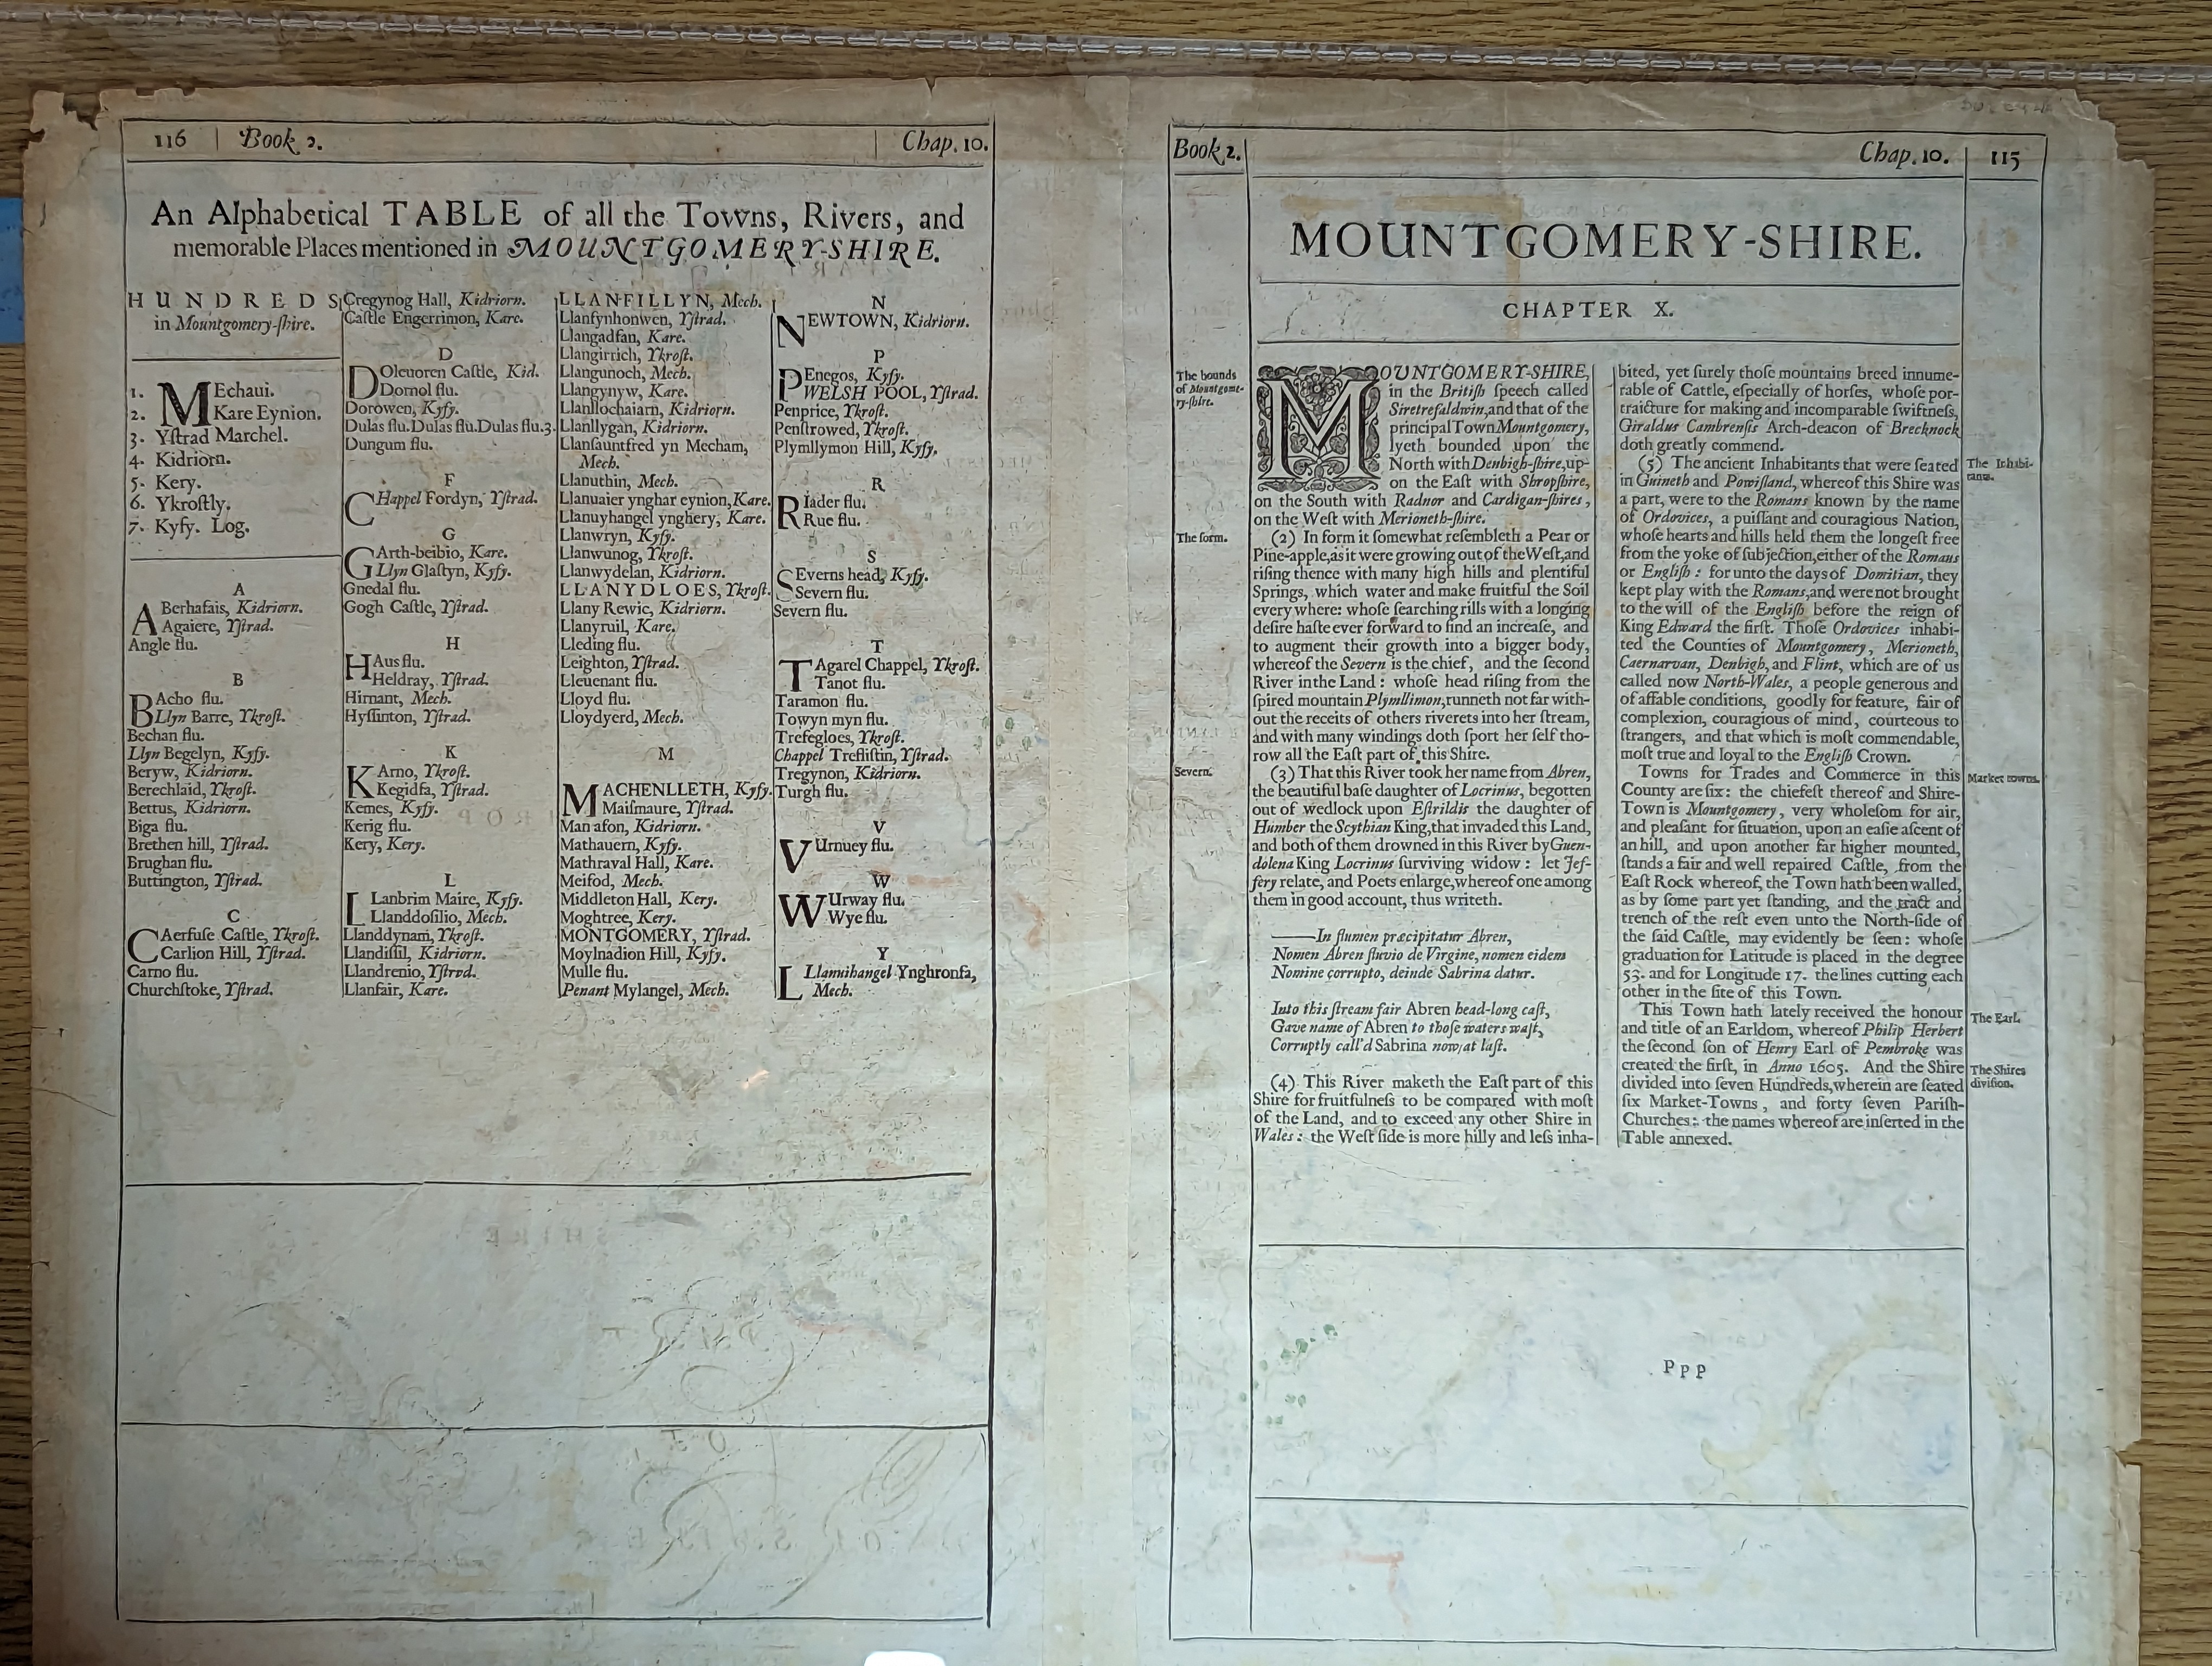 116 | Book 2. | Chap. 10.
An Alphabetical TABLE of all the Towns, Rivers, and
memorable Places mentioned in MOUNTGOMERY-SHIRE.
HUNDREDS
in Mountgomery-ſhire.
1. MEchaui.
2. Kare Eynion.
3. Yſtrad Marchel.
4. Kidriorn.
5. Kery.
6. Ykroſtly.
7. Kyfy. Log.
A
ABerhafais, Kidriorn.
Agaiere, Yſtrad.
Angle flu.
B
BAcho flu.
Llyn Barre, Ykroſt.
Bechan flu.
Llyn Begelyn, Kyfy.
Beryw, Kidriorn.
Berechlaid, Ykroſt.
Bettus, Kidriorn.
Biga flu.
Brethen hill, Yſtrad.
Brughan flu.
Buttington, Yſtrad.
C
CAerfuſe Caſtle, Ykroſt.
Carlion Hill, Yſtrad.
Carno flu.
Churchſtoke, Yſtrad.
Cregynog Hall, Kidriorn.
Caſtle Engerrimon, Kare.
D
DOleuoren Caſtle, Kid.
Dornol flu.
Dorowen, Kyfy.
Dulas flu.Dulas flu.Dulas flu.3.
Dungum flu.
F
CHappel Fordyn, Yſtrad.
G
GArth-beibio, Kare.
Llyn Glaſtyn, Kyfy.
Gnedal flu.
Gogh Caſtle, Yſtrad.
H
HAus flu.
Heldray, Yſtrad.
Hirnant, Mech.
Hyſſinton, Yſtrad.
K
KArno, Ykroſt.
Kegidfa, Yſtrad.
Kemes, Kyfy.
Kerig flu.
Kery, Kery.
L
LLanbrim Maire, Kyfy.
Llanddoſilio, Mech.
Llanddynam, Ykroſt.
Llandiſſil, Kidriorn.
Llandrenio, Yſtrad.
Llanfair, Kare.
LLANFILLYN, Mech.
Llanfynhonwen, Yſtrad.
Llangadfan, Kare.
Llangirrich, Ykroſt.
Llangunoch, Mech.
Llangynyw, Kare.
Llanllochaiarn, Kidriorn.
Llanllygan, Kidriorn.
Llanſauntfred yn Mecham,
Mech.
Llanuthin, Mech.
Llanuaier ynghar eynion, Kare.
Llanuyhangel ynghery, Kare.
Llanwryn, Kyfy.
Llanwunog, Ykroſt.
Llanwydelan, Kidriorn.
LLANYDLOES, Ykroſt.
Llany Rewic, Kidriorn.
Llanyruil, Kare.
Lleding flu.
Leighton, Yſtrad.
Lleuenant flu.
Lloyd flu.
Lloydyerd, Mech.
M
MACHENLLETH, Kyfy.
Maiſmaure, Yſtrad.
Manafon, Kidriorn.
Mathauern, Kyfy.
Mathraval Hall, Kare.
Meifod, Mech.
Middleton Hall, Kery.
Moghtree, Kery.
MONTGOMERY, Yſtrad.
Moylnadion Hill, Kyfy.
Mulle flu.
Penant Mylangel, Mech.
N
NEWTOWN, Kidriorn.
P
PEnegos, Kyfy.
WELSH POOL, Yſtrad.
Penprice, Ykroſt.
Penſtrowed, Ykroſt.
Plymllymon Hill, Kyfy.
R
RIader flu.
Rue flu.
S
SEverns head, Kyfy.
Severn flu.
Severn flu.
T
TAgarel Chappel, Ykroſt.
Tanot flu.
Taramon flu.
Towyn myn flu.
Trefegloes, Ykroſt.
Chappel Trefliſtin, Yſtrad.
Tregynon, Kidriorn.
Turgh flu.
V
VUrnuey flu.
W
WUrway flu.
Wye flu.
Y
LLanuihangel Ynghronſa,
Mech.
Book 2. | Chap. 10. | 115
MOUNTGOMERY-SHIRE.
CHAPTER X.
The bounds
of Mountgome-
ry-ſhire.
MOUNTGOMERY-SHIRE,
in the Britiſh speech called
Siretrefaldwin,and that of the
principal Town Mountgomery,
lyeth bounded upon the
North with Denbigh-ſhire,up-
on the Eaſt with Shropſhire,
on the South with Radnor and Cardigan-ſhires,
on the Weſt with Merioneth-ſhire.
The form.
(2) In form it ſomewhat reſembleth a Pear or
Pine-apple,as it were growing out of the Weſt,and
riſing thence with many high hills and plentiful
Springs, which water and make fruitful the Soil
every where: whoſe ſearching rills with a longing
deſire haſte ever forward to find an increaſe, and
to augment their growth into a bigger body,
whereof the Severn is the chief, and the ſecond
River in the Land: whoſe head riſing from the
ſpired mountain Plymllimon,runneth not far with-
out the receits of others riverets into her ſtream,
and with many windings doth ſport her ſelf tho-
row all the Eaſt part of this Shire.
Severn.
(3) That this River took her name from Abren,
the beautiful baſe daughter of Locrinus, begotten
out of wedlock upon Eſtrildis the daughter of
Humber the Scythian King,that invaded this Land,
and both of them drowned in this River by Guen-
dolena King Locrinus ſurviving widow: let Jef-
fery relate, and Poets enlarge,whereof one among
them in good account, thus writeth.
——In flumen præcipitatur Abren,
Nomen Abren fluvio de Virgine, nomen eidem
Nomine corrupto, deinde Sabrina datur.
Into this ſtream fair Abren head-long caſt,
Gave name of Abren to thoſe waters waſt,
Corruptly call'd Sabrina now at laſt.
(4) This River maketh the Eaſt part of this
Shire for fruitfulneſs to be compared with moſt
of the Land, and to exceed any other Shire in
Wales: the Weſt ſide is more hilly and leſs inha-
bited, yet ſurely thoſe mountains breed innume-
rable of Cattle, eſpecially of horſes, whoſe por-
traicture for making and incomparable ſwiftneſs,
Giraldus Cambrenſis Arch-deacon of Brecknock
doth greatly commend.
The Inhabi-
tants.
(5) The ancient Inhabitants that were ſeated
in Guineth and Powiſland, whereof this Shire was
a part, were to the Romans known by the name
of Ordovices, a puiſſant and couragious Nation,
whoſe hearts and hills held them the longeſt free
from the yoke of ſubjection,either of the Romans
or Engliſh: for unto the days of Domitian, they
kept play with the Romans,and were not brought
to the will of the Engliſh before the reign of
King Edward the firſt. Thoſe Ordovices inhabi-
ted the Counties of Mountgomery, Merioneth,
Caernarvan, Denbigh, and Flint, which are of us
called now North-Wales, a people generous and
of affable conditions, goodly for feature, fair of
complexion, couragious of mind, courteous to
ſtrangers, and that which is moſt commendable,
moſt true and loyal to the Engliſh Crown.
Market towns.
Towns for Trades and Commerce in this
County are ſix: the chiefeſt thereof and Shire-
Town is Mountgomery, very wholeſom for air,
and pleaſant for ſituation, upon an eaſie aſcent of
an hill, and upon another far higher mounted,
ſtands a fair and well repaired Caſtle, from the
Eaſt Rock whereof, the Town hath been walled,
as by ſome part yet ſtanding, and the tract and
trench of the reſt even unto the North-ſide of
the ſaid Caſtle, may evidently be ſeen: whoſe
graduation for Latitude is placed in the degree
53. and for Longitude 17. the lines cutting each
other in the ſite of this Town.
The Earl.
This Town hath lately received the honour
and title of an Earldom, whereof Philip Herbert
the ſecond ſon of Henry Earl of Pembroke was
created the firſt, in Anno 1605. And the Shire
The Shires
diviſion.
divided into ſeven Hundreds,wherein are ſeated
ſix Market-Towns, and forty ſeven Pariſh-
Churches: the names whereof are inſerted in the
Table annexed.
Ppp